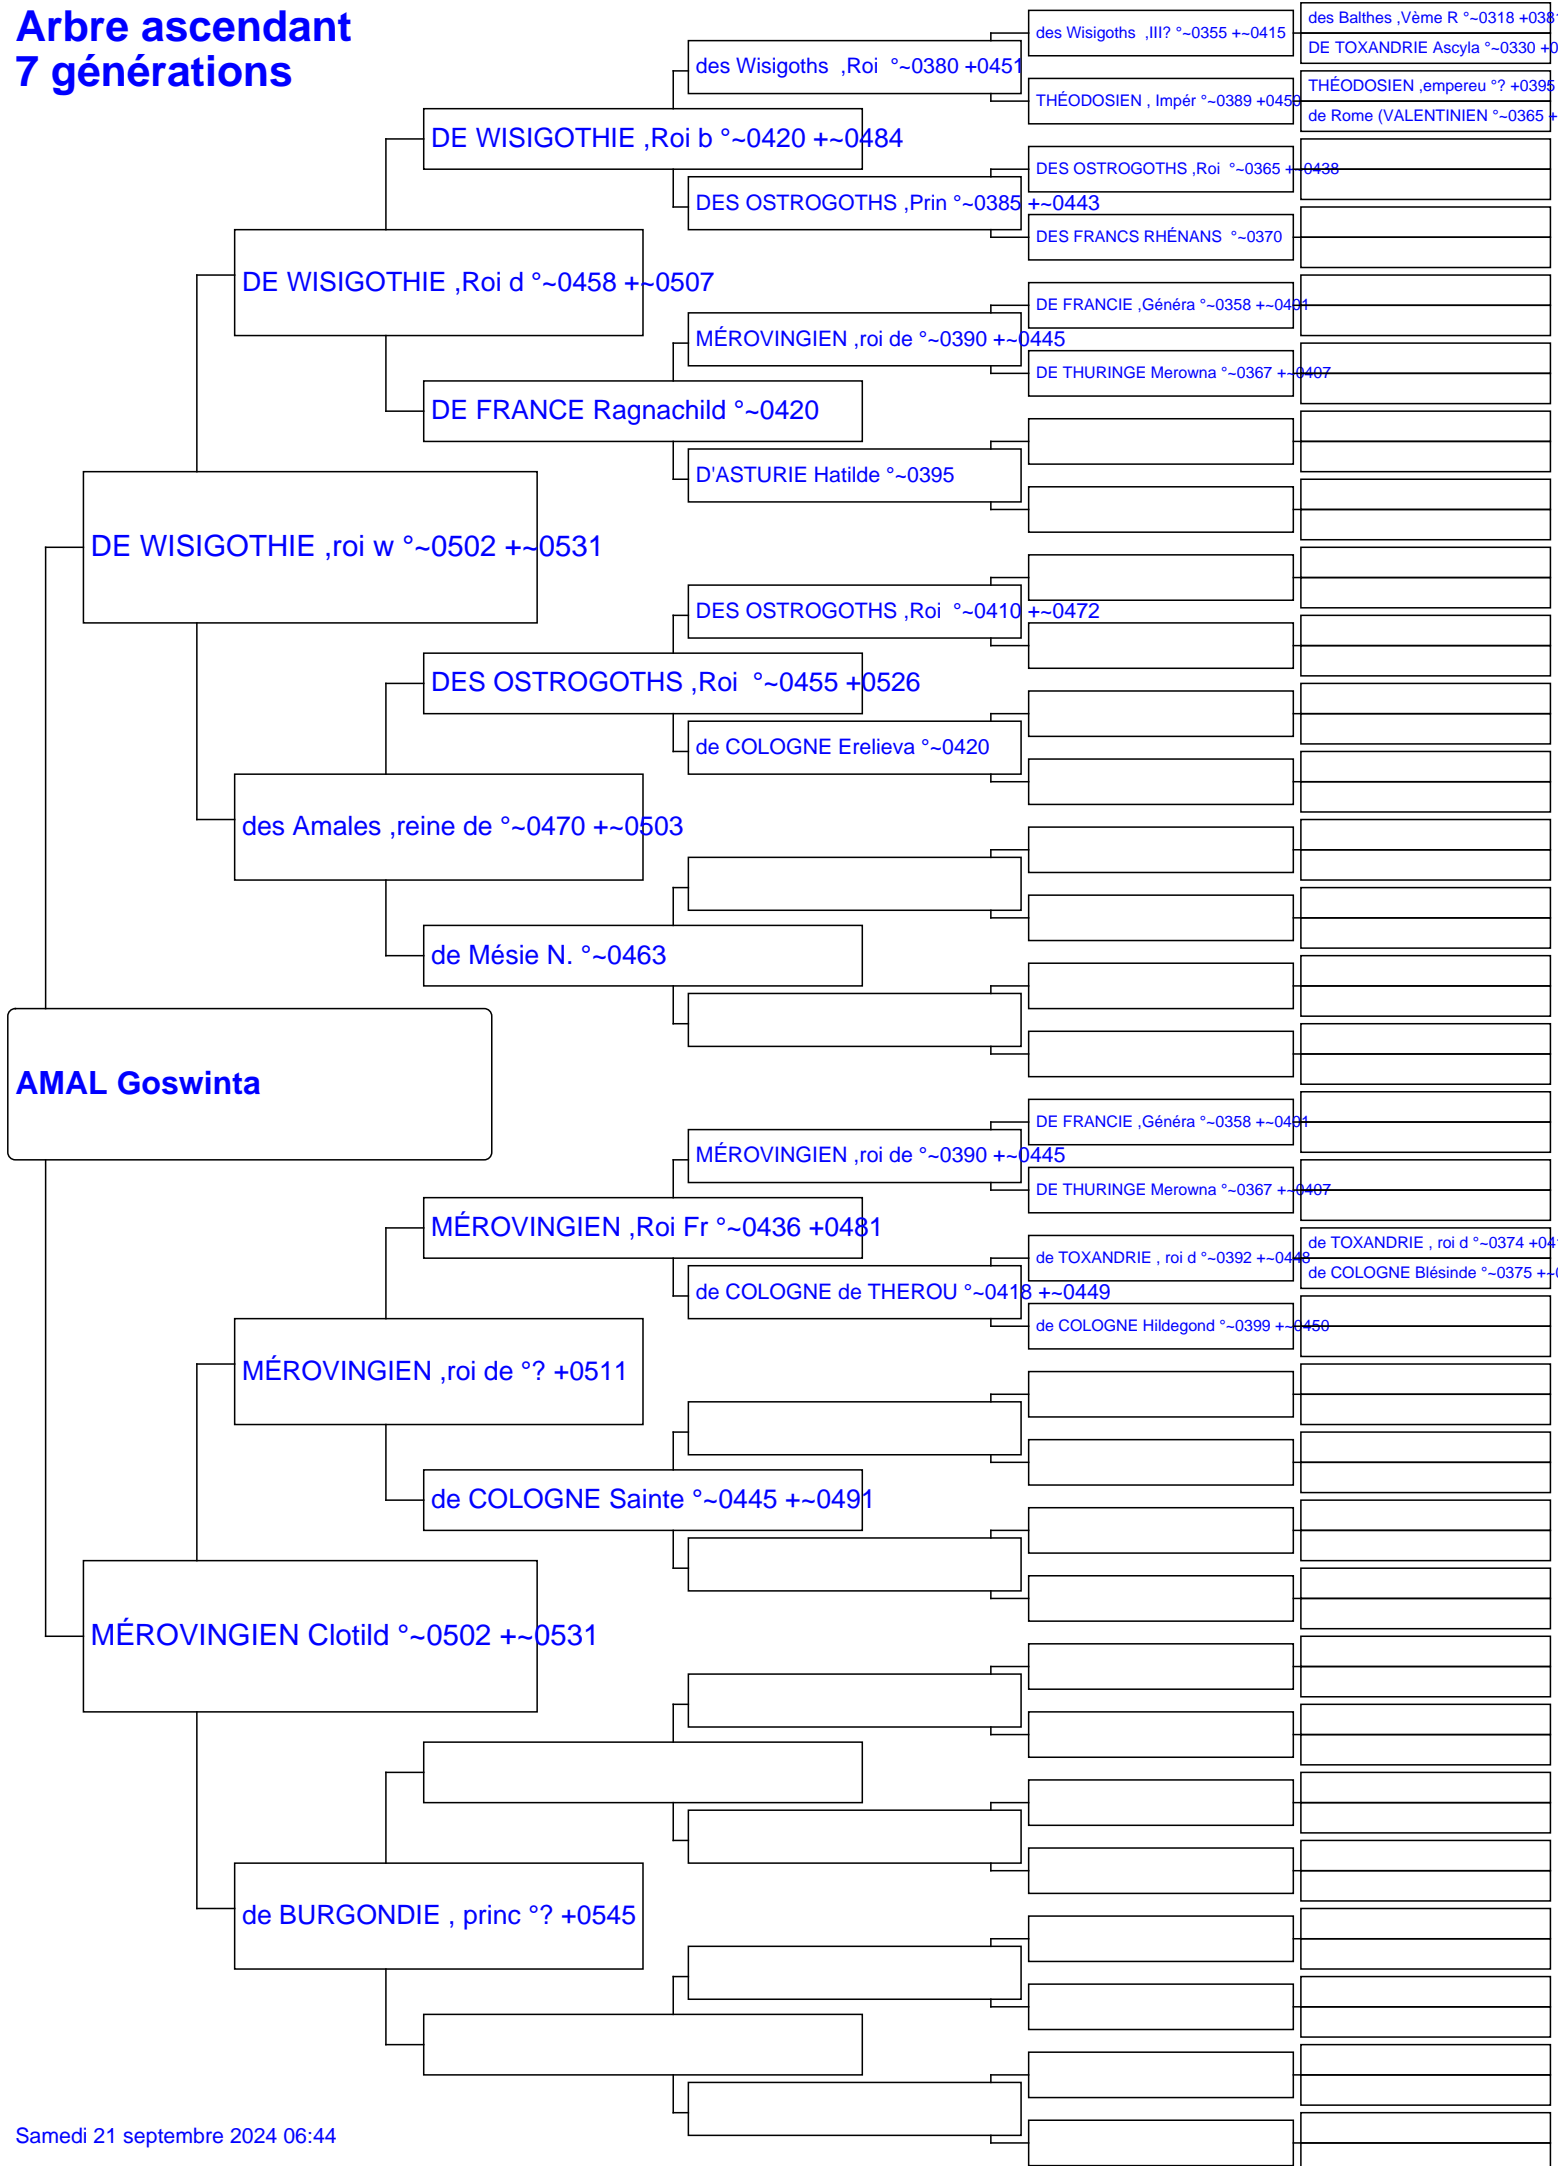 Arbre ascendant
7 générations
des Balthes ,Vème R °~0318 +0381
des Wisigoths  ,III? °~0355 +~0415
DE TOXANDRIE Ascyla °~0330 +0
des Wisigoths  ,Roi  °~0380 +0451
THÉODOSIEN ,empereu °? +0395
THÉODOSIEN , Impér °~0389 +0450
de Rome (VALENTINIEN °~0365 +
DE WISIGOTHIE ,Roi b °~0420 +~0484
DES OSTROGOTHS ,Roi  °~0365 +~0438
DES OSTROGOTHS ,Prin °~0385 +~0443
DES FRANCS RHÉNANS  °~0370
DE WISIGOTHIE ,Roi d °~0458 +~0507
DE FRANCIE ,Généra °~0358 +~0401
MÉROVINGIEN ,roi de °~0390 +~0445
DE THURINGE Merowna °~0367 +~0407
DE FRANCE Ragnachild °~0420
D'ASTURIE Hatilde °~0395
DE WISIGOTHIE ,roi w °~0502 +~0531
DES OSTROGOTHS ,Roi  °~0410 +~0472
DES OSTROGOTHS ,Roi  °~0455 +0526
de COLOGNE Erelieva °~0420
des Amales ,reine de °~0470 +~0503
de Mésie N. °~0463
AMAL Goswinta
DE FRANCIE ,Généra °~0358 +~0401
MÉROVINGIEN ,roi de °~0390 +~0445
DE THURINGE Merowna °~0367 +~0407
MÉROVINGIEN ,Roi Fr °~0436 +0481
de TOXANDRIE , roi d °~0374 +04
de TOXANDRIE , roi d °~0392 +~0448
de COLOGNE Blésinde °~0375 +~0
de COLOGNE de THEROU °~0418 +~0449
de COLOGNE Hildegond °~0399 +~0450
MÉROVINGIEN ,roi de °? +0511
de COLOGNE Sainte °~0445 +~0491
MÉROVINGIEN Clotild °~0502 +~0531
de BURGONDIE , princ °? +0545
Samedi 21 septembre 2024 06:44